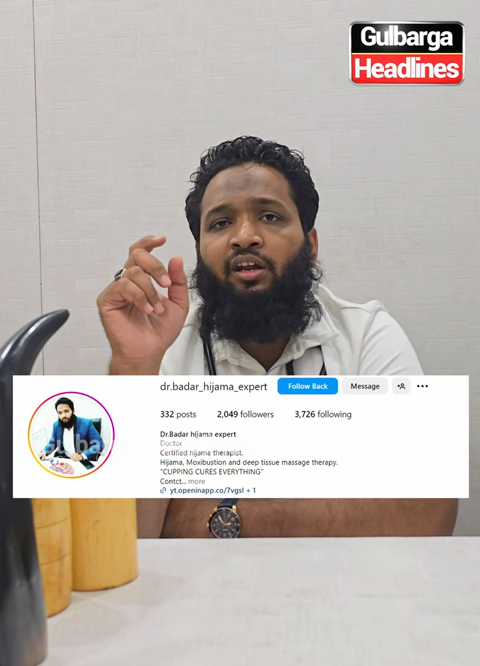 Gulbarga
Headlines
dr.badar_hijama_expert Follow Back Message
332 posts 2,049 followers 3,726 following
Dr.Badar hijama expert
Doctor
Certified hijama therapist.
Hijama, Moxibustion and deep tissue massage therapy.
"CUPPING CURES EVERYTHING"
Contct... more
yt.openinapp.co/7vgsl + 1